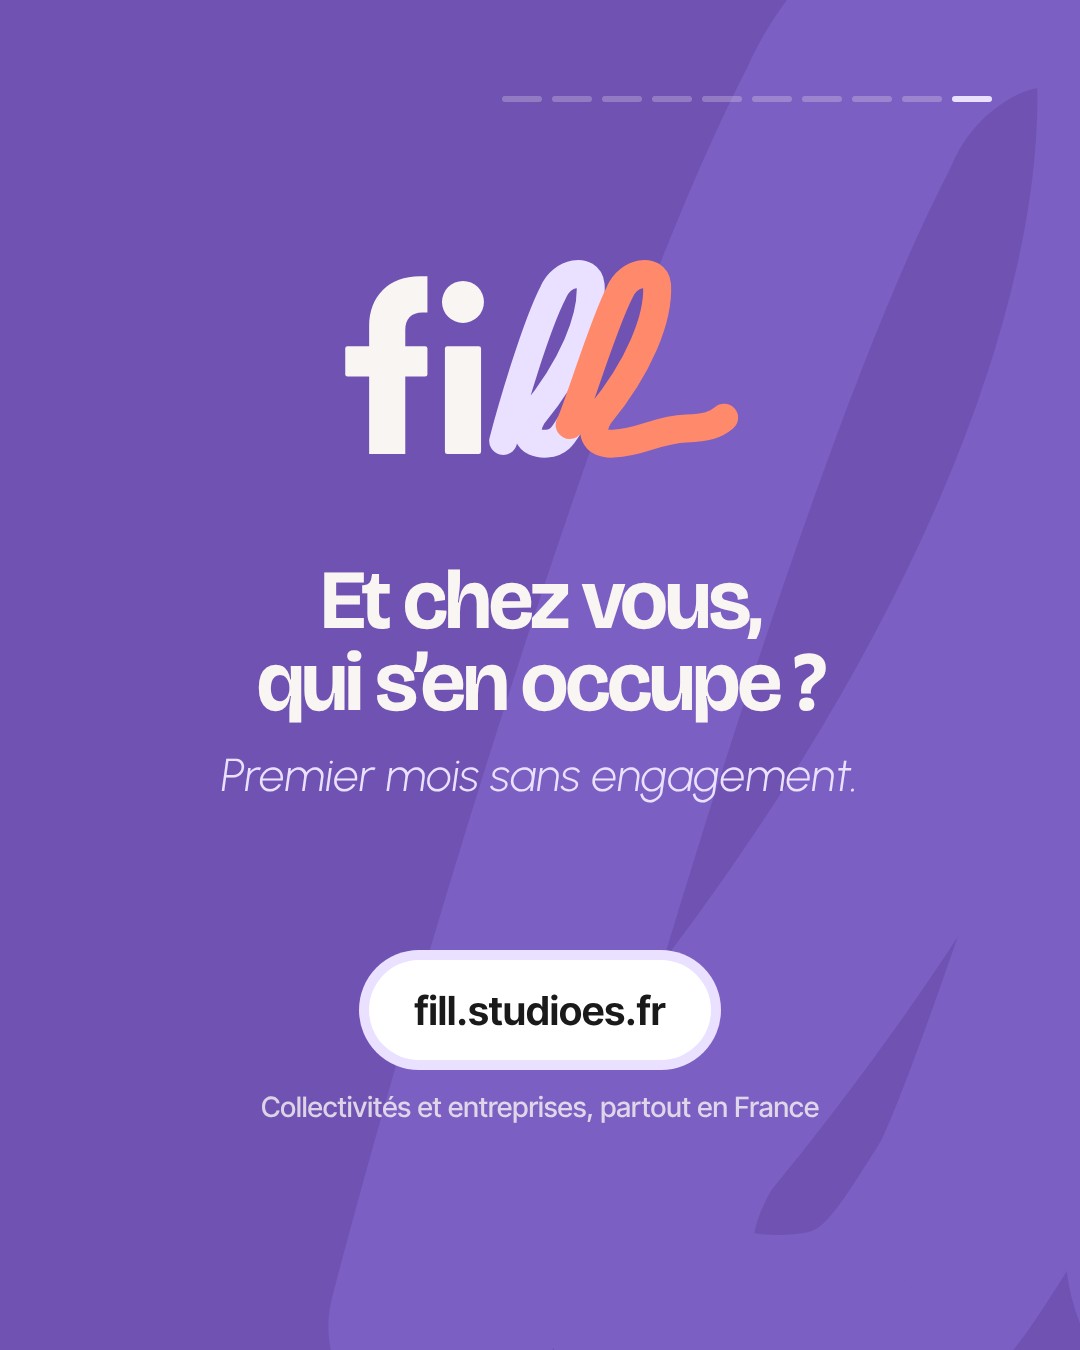 fill
Et chez vous,
qui s’en occupe ?
Premier mois sans engagement.
fill.studioes.fr
Collectivités et entreprises, partout en France